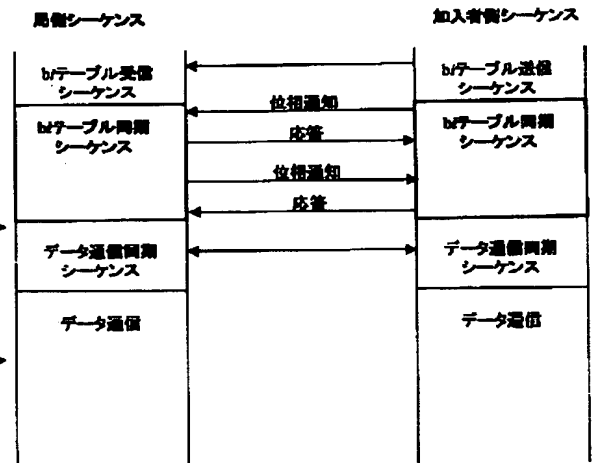 局側シーケンス
加入者側シーケンス
b/テーブル受信
シーケンス
b/テーブル送信
シーケンス
位相通知
b/テーブル同期
シーケンス
応答
b/テーブル同期
シーケンス
位相通知
応答
データ通信同期
シーケンス
データ通信同期
シーケンス
データ通信
データ通信